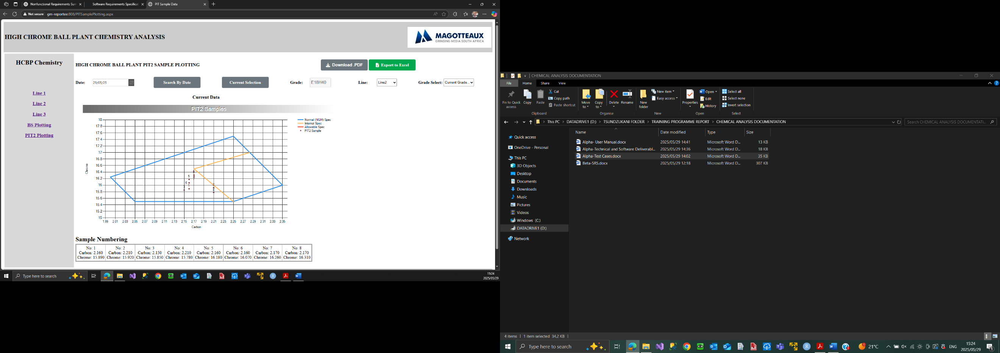 Nonfunctional Requirements Sum
Software Requirements Specificat
PIT Sample Data
Not secure
gm-reportee:808/PITSamplePlotting.aspx
HIGH CHROME BALL PLANT CHEMISTRY ANALYSIS
MAGOTTEAUX
GRINDING MEDIA SOUTH AFRICA
HCBP Chemistry
Line 1
Line 2
Line 3
BS Plotting
PIT2 Plotting
HIGH CHROME BALL PLANT PIT2 SAMPLE PLOTTING
Download .PDF
Export to Excel
Date:
29/05/25
Search By Date
Current Selection
Grade:
E18H40
Line:
Line2
Grade Select:
Current Grade...
Current Data
PIT2 Samples
Normal (NGM) Spec
Internal Spec
Allowable Spec
PIT2 Sample
Chrome
18
17.8
17.6
17.4
17.2
17
16.8
16.6
16.4
16.2
16
15.8
15.6
15.4
15.2
15
5
6
1.99 2.01 2.03 2.05 2.07 2.09 2.11 2.13 2.15 2.17 2.19 2.21 2.23 2.25 2.27 2.29 2.31 2.33 2.35
Carbon
Sample Numbering
No: 1
Carbon: 2.160
Chrome: 15.890
No: 2
Carbon: 2.210
Chrome: 15.920
No: 3
Carbon: 2.150
Chrome: 15.850
No: 4
Carbon: 2.210
Chrome: 15.780
No: 5
Carbon: 2.160
Chrome: 16.180
No: 6
Carbon: 2.160
Chrome: 16.070
No: 7
Carbon: 2.170
Chrome: 16.260
No: 8
Carbon: 2.170
Chrome: 16.310
Type here to search
15:24
2025/05/29
CHEMICAL ANALYSIS DOCUMENTATION
File
Home
Share
View
Pin to Quick
access
Copy
Paste
Cut
Copy path
Paste shortcut
Clipboard
Move
to
Copy
to
Delete
Rename
Organise
New
folder
New item
Easy access
New
Properties
Open
Edit
History
Open
Select all
Select none
Invert selection
Select
This PC > DATADRIVE1 (D:) > TSUNDZUKANI FOLDER > TRAINIING PROGRAMME REPORT > CHEMICAL ANALYSIS DOCUMENTATION
Search CHEMICAL ANALYSIS DOCUMENTATI...
Quick access
OneDrive - Personal
This PC
3D Objects
Desktop
Documents
Downloads
Music
Pictures
Videos
Windows (C:)
DATADRIVE1 (D:)
Network
Name Date modified Type Size
Alpha- User Manual.docx 2025/05/29 14:41 Microsoft Word D... 13 KB
Alpha-Technical and Software Deliverabl... 2025/05/29 14:36 Microsoft Word D... 18 KB
Alpha-Test Cases.docx 2025/05/29 14:02 Microsoft Word D... 35 KB
Beta-SRS.docx 2025/05/29 12:18 Microsoft Word D... 307 KB
4 items
1 item selected 34,2 KB
Type here to search
21°C
ENG
15:24
2025/05/29